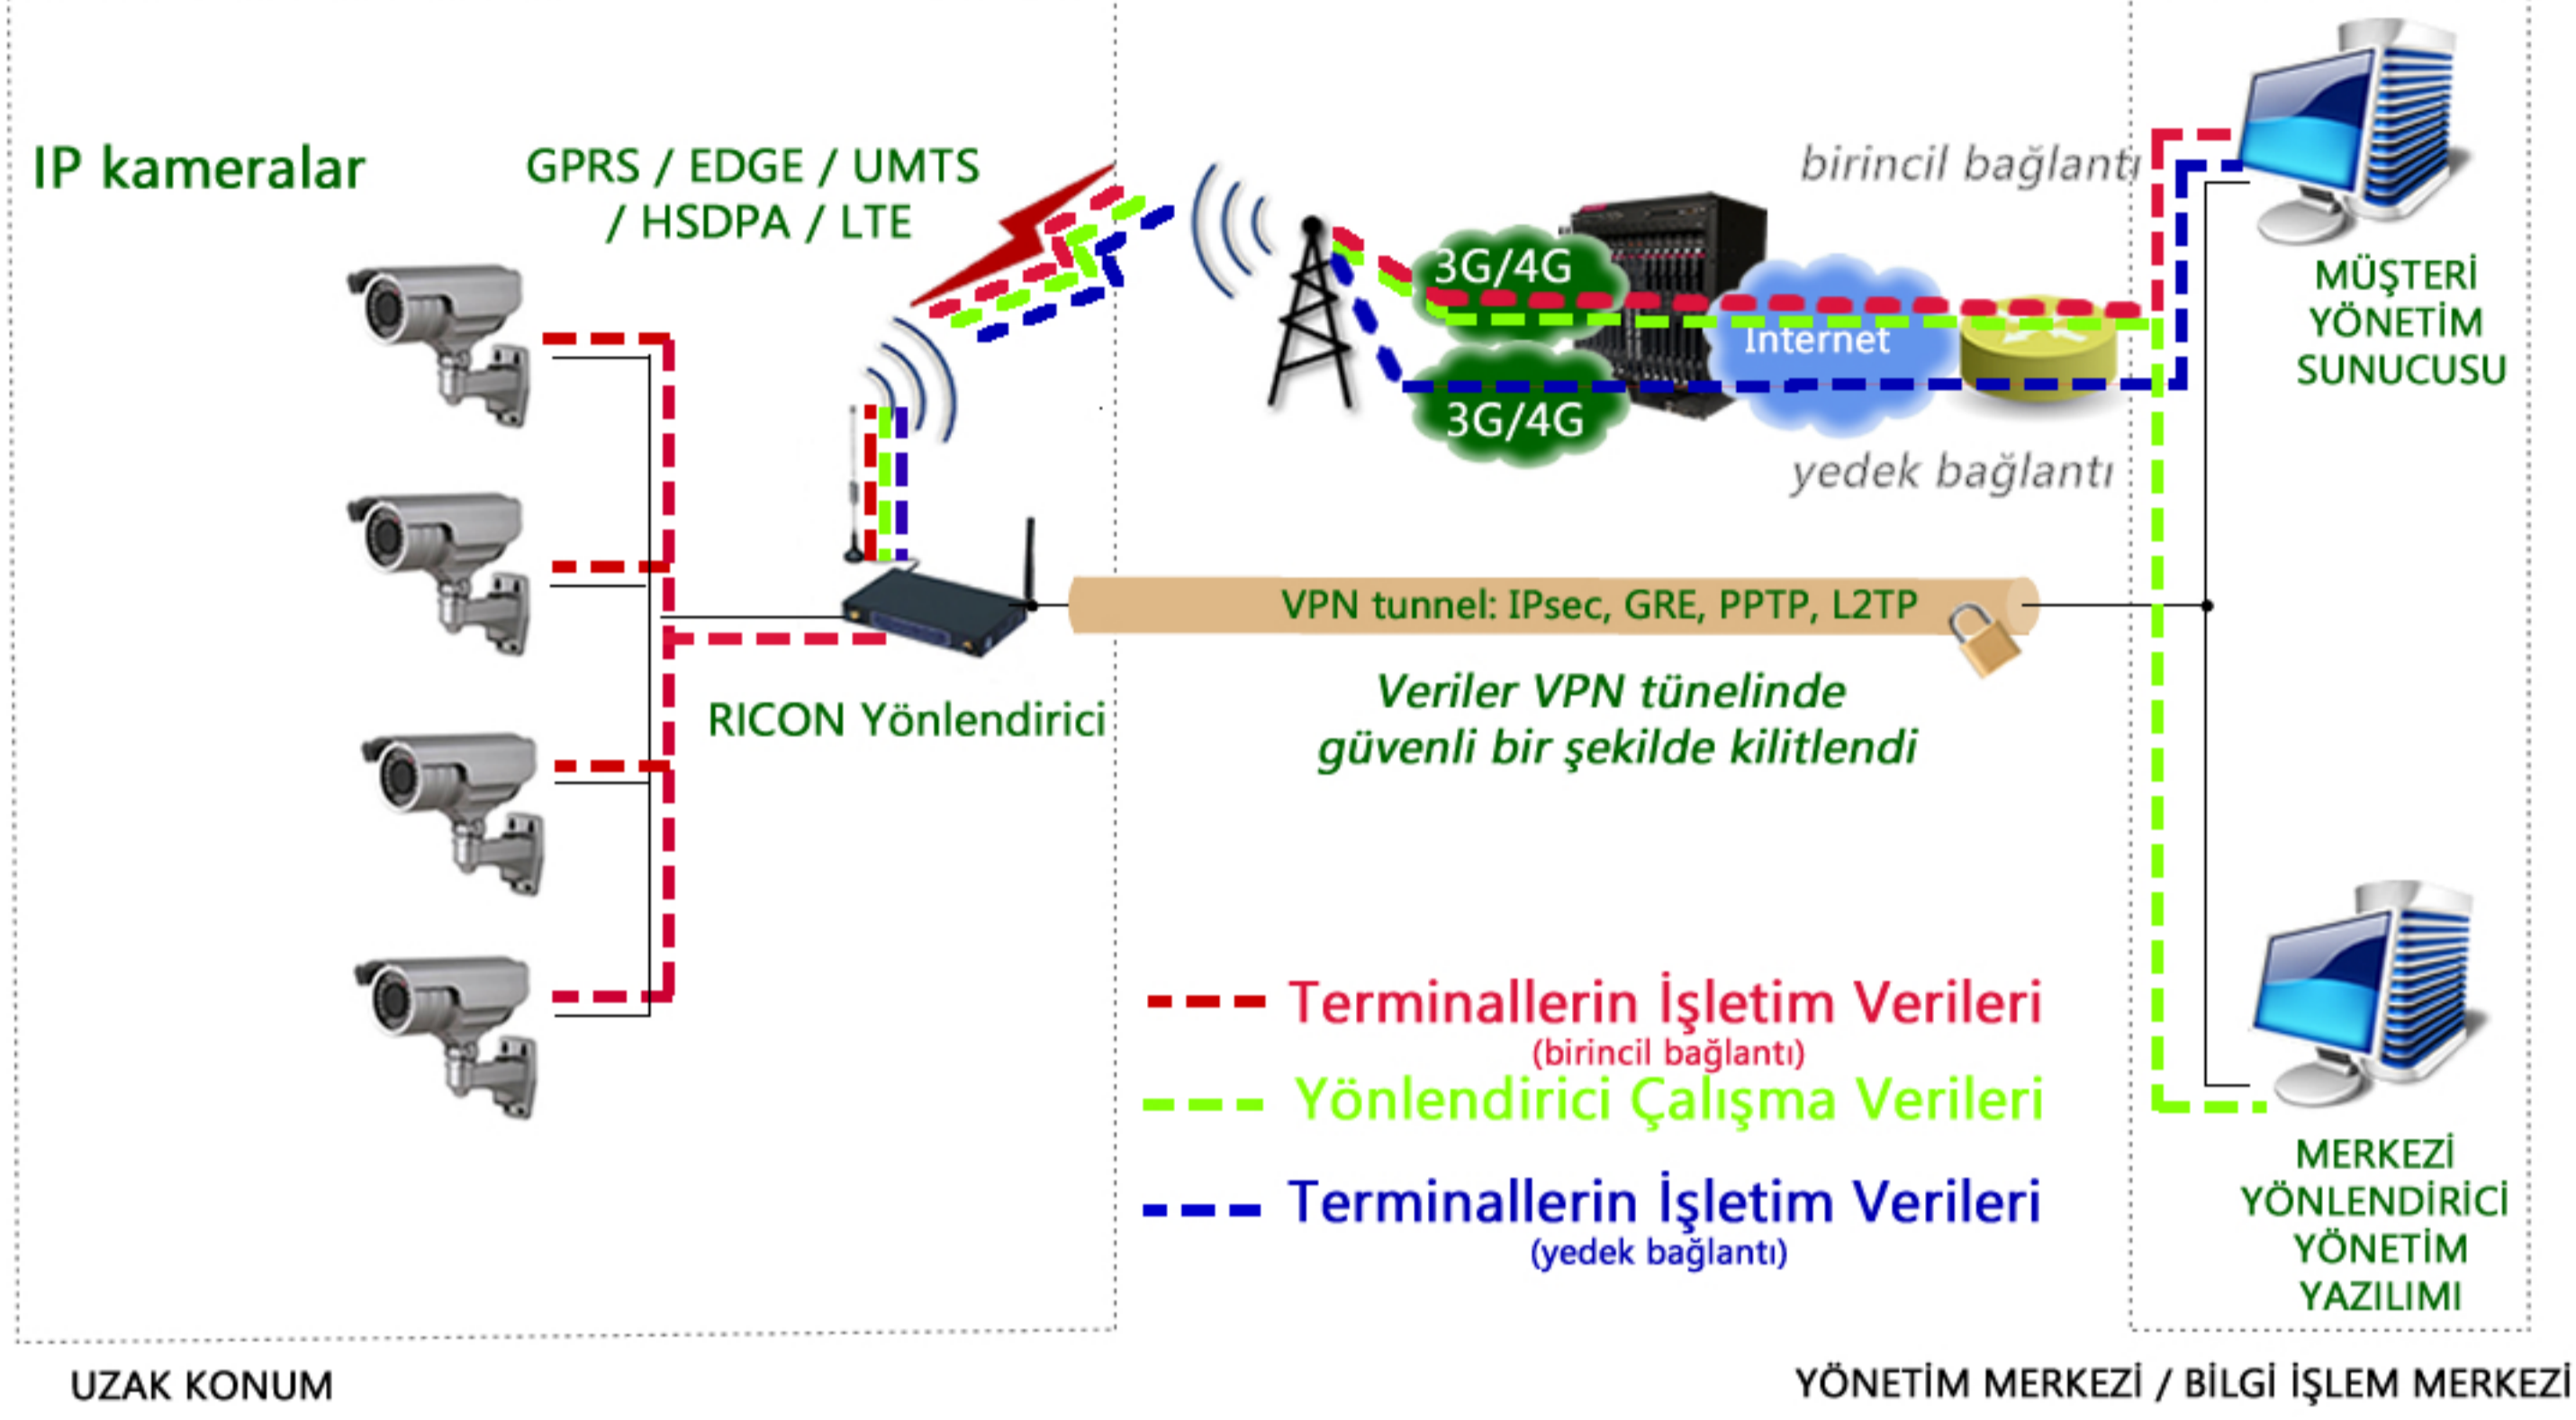 IP kameralar
GPRS / EDGE / UMTS
/ HSDPA / LTE
birincil bağlantı
3G/4G
Internet
3G/4G
yedek bağlantı
MÜŞTERİ
YÖNETİM
SUNUCUSU
VPN tunnel: IPsec, GRE, PPTP, L2TP
RICON Yönlendirici
Veriler VPN tünelinde
güvenli bir şekilde kilitlendi
Terminallerin İşletim Verileri
(birincil bağlantı)
Yönlendirici Çalışma Verileri
Terminallerin İşletim Verileri
(yedek bağlantı)
MERKEZİ
YÖNLENDİRİCİ
YÖNETİM
YAZILIMI
UZAK KONUM
YÖNETİM MERKEZİ / BİLGİ İŞLEM MERKEZİ